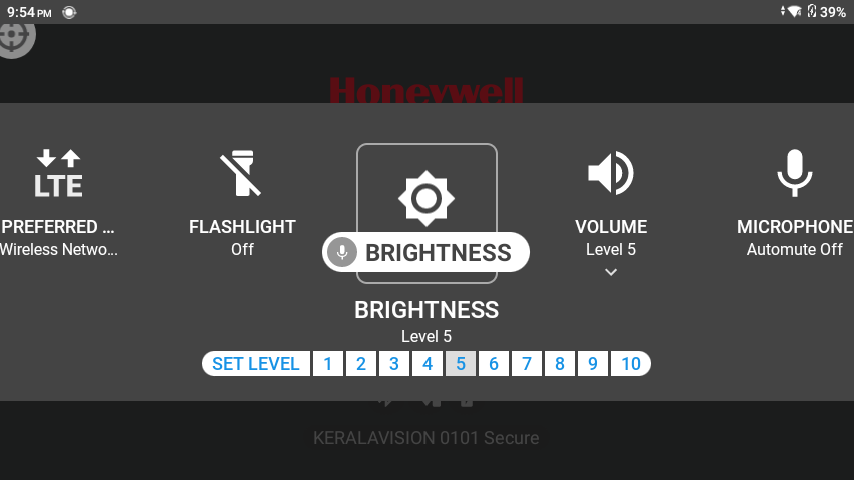 9:54 PM
39%
Honeywell
LTE
PREFERRED ...
Wireless Netwo...
FLASHLIGHT
Off
BRIGHTNESS
VOLUME
Level 5
MICROPHONE
Automute Off
BRIGHTNESS
Level 5
SET LEVEL 1 2 3 4 5 6 7 8 9 10
KERALAVISION 0101 Secure